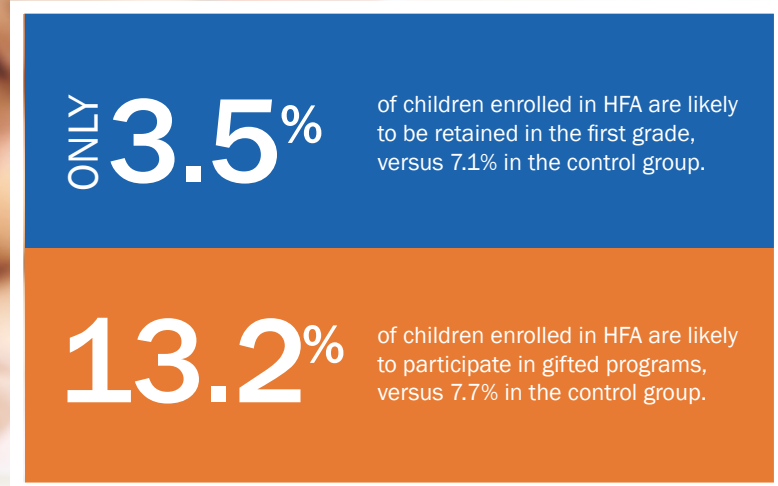 ONLY 3.5%
of children enrolled in HFA are likely
to be retained in the first grade,
versus 7.1% in the control group.
13.2%
of children enrolled in HFA are likely
to participate in gifted programs,
versus 7.7% in the control group.